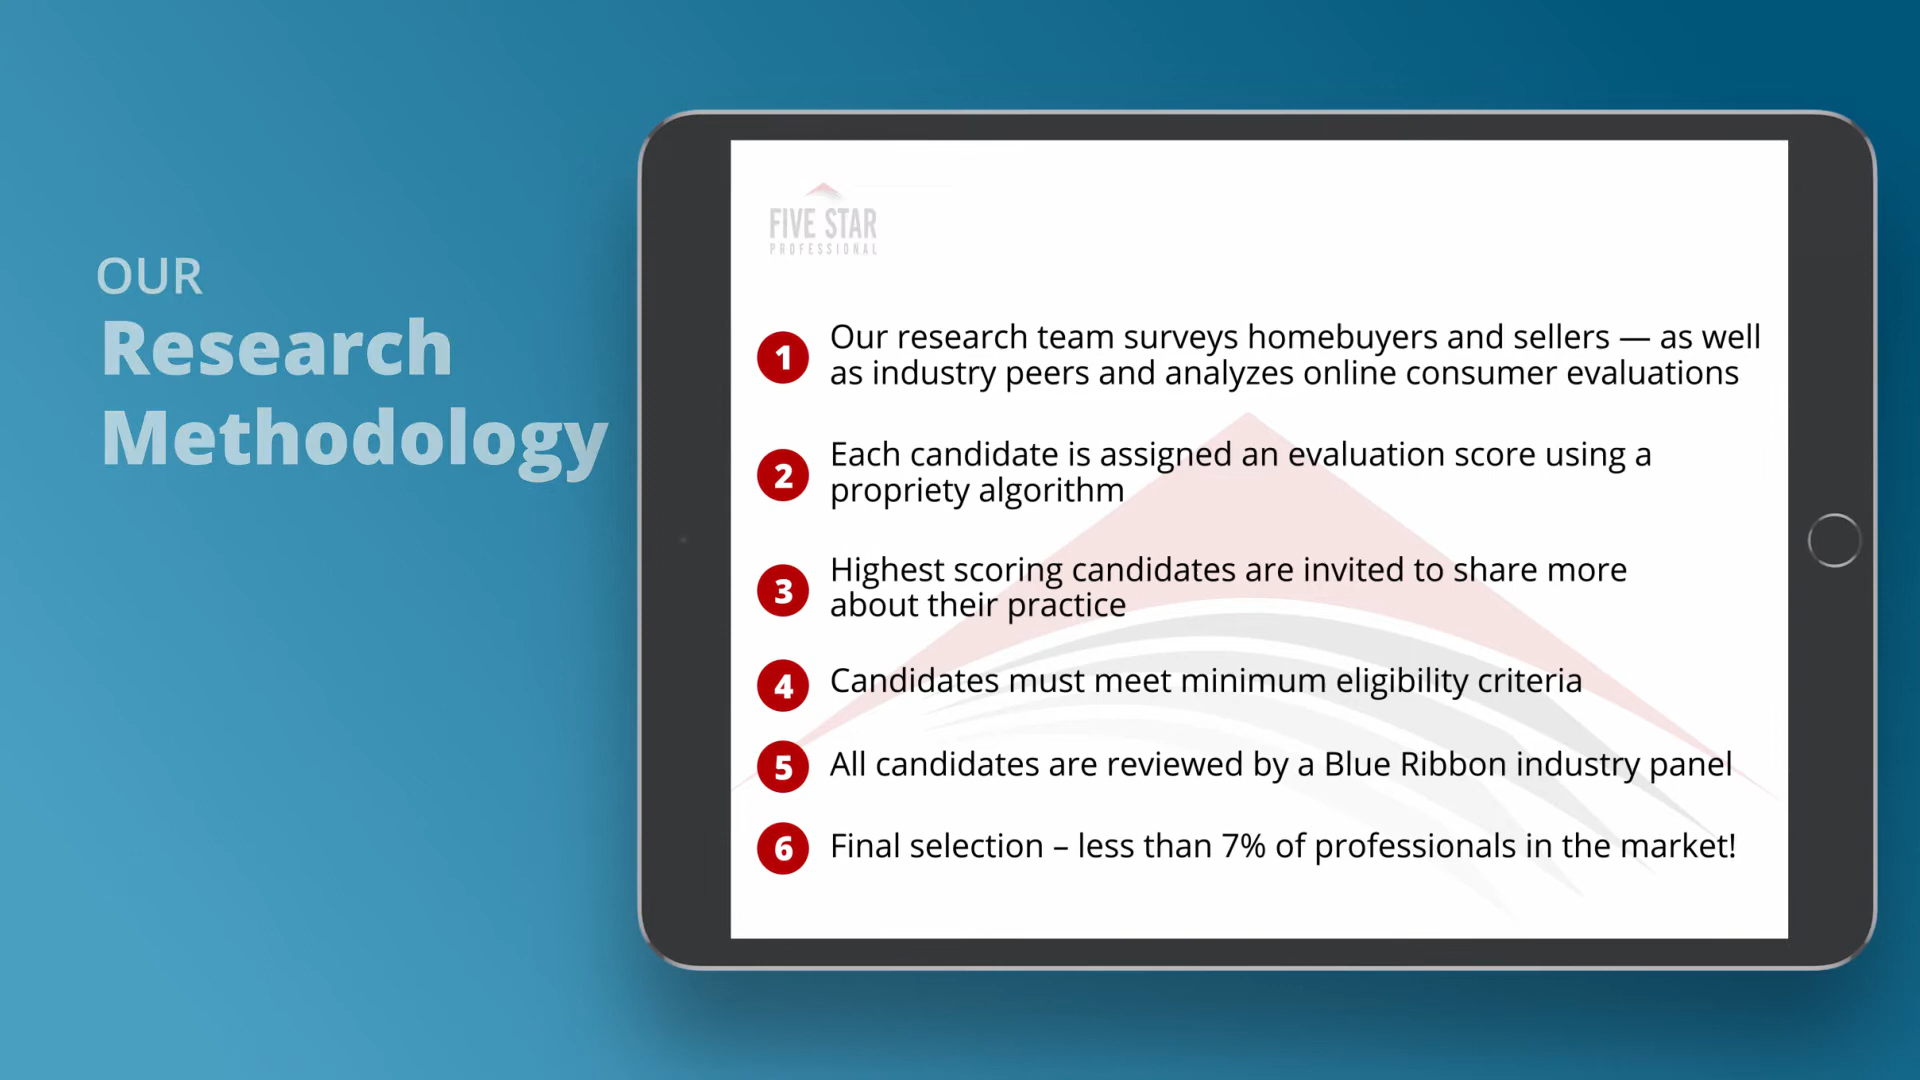 OUR
Research
Methodology
FIVE STAR
PROFESSIONAL
1 Our research team surveys homebuyers and sellers — as well
as industry peers and analyzes online consumer evaluations
2 Each candidate is assigned an evaluation score using a
propriety algorithm
3 Highest scoring candidates are invited to share more
about their practice
4 Candidates must meet minimum eligibility criteria
5 All candidates are reviewed by a Blue Ribbon industry panel
6 Final selection – less than 7% of professionals in the market!